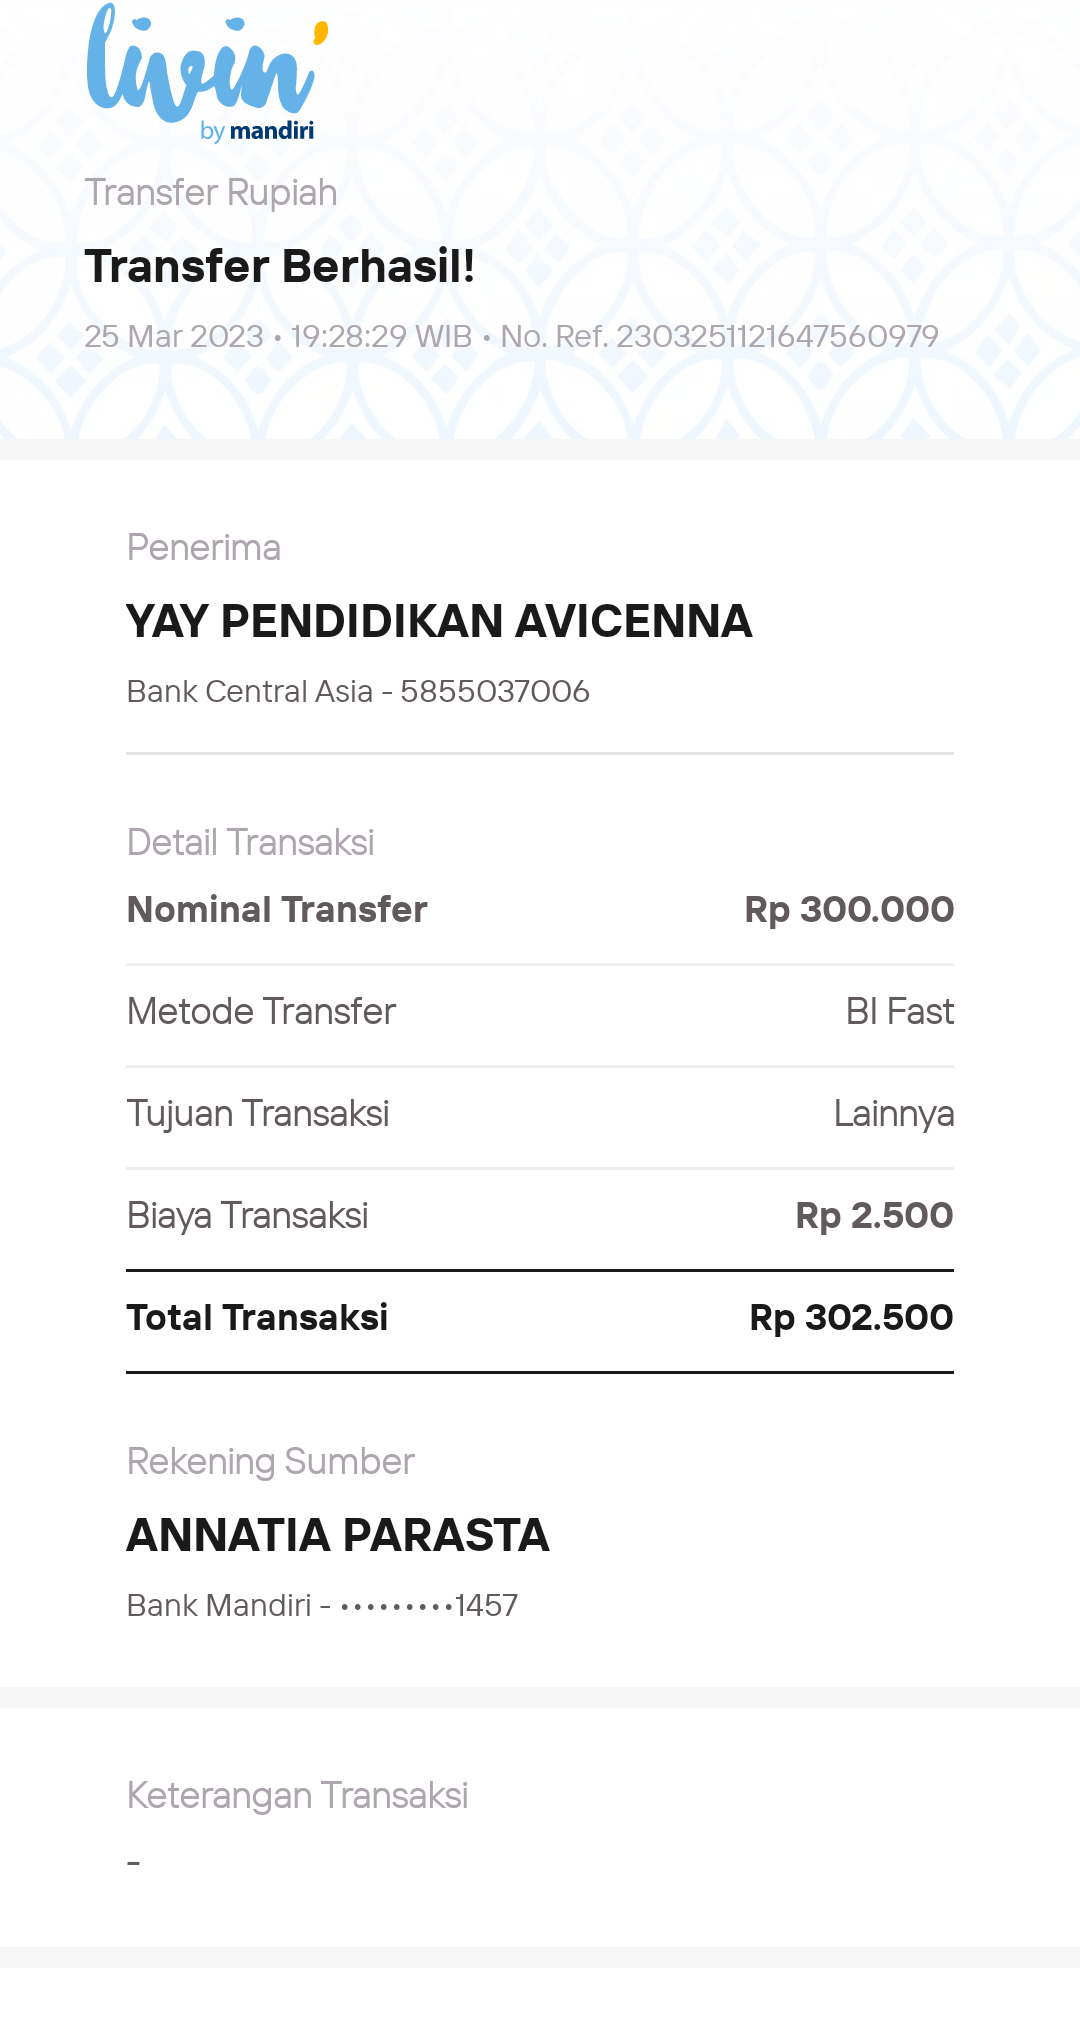 livin'
by mandiri
Transfer Rupiah
Transfer Berhasil!
25 Mar 2023 • 19:28:29 WIB • No. Ref. 2303251121647560979
Penerima
YAY PENDIDIKAN AVICENNA
Bank Central Asia - 5855037006
Detail Transaksi
Nominal Transfer Rp 300.000
Metode Transfer BI Fast
Tujuan Transaksi Lainnya
Biaya Transaksi Rp 2.500
Total Transaksi Rp 302.500
Rekening Sumber
ANNATIA PARASTA
Bank Mandiri - •••••••••1457
Keterangan Transaksi
-